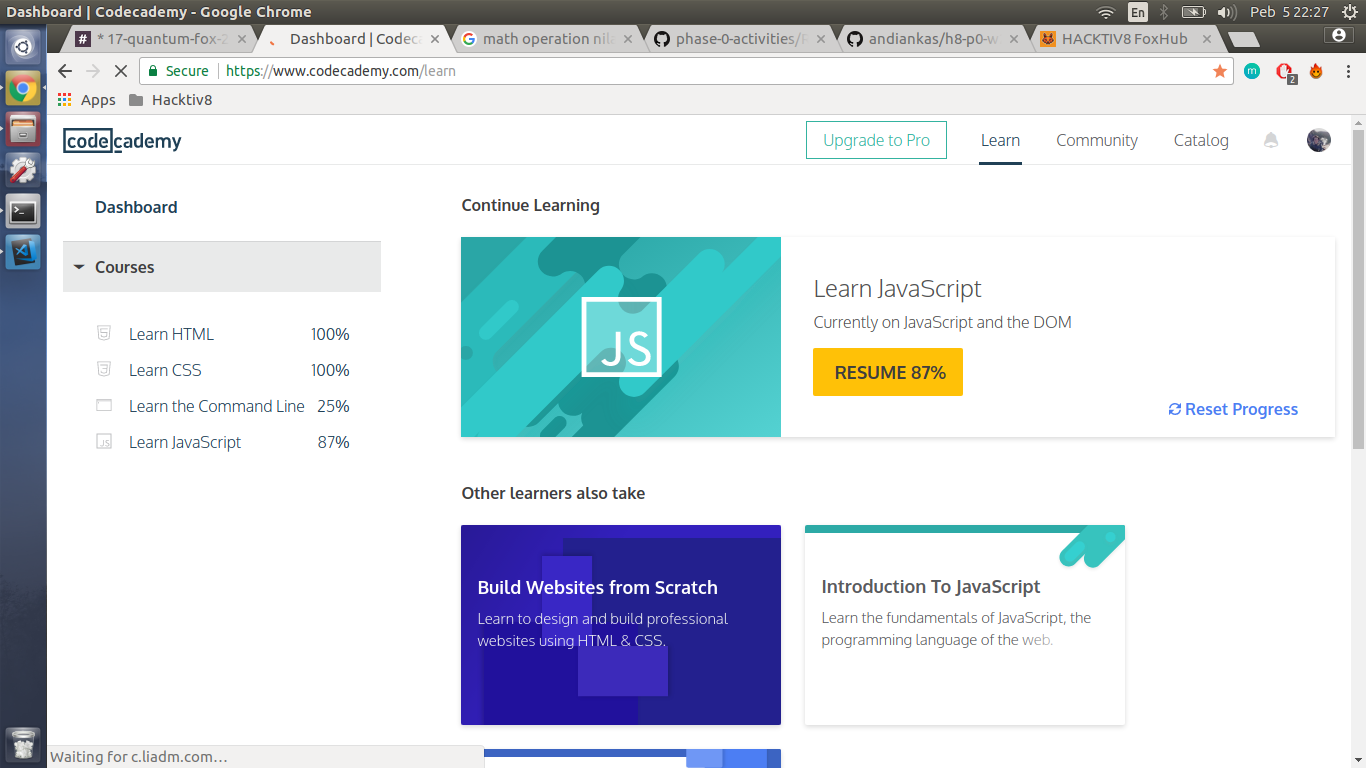 Dashboard | Codecademy - Google Chrome
En
Peb 5 22:27
* 17-quantum-fox-2
Dashboard | Codeca
math operation nila
phase-0-activities/
andiankas/h8-p0-w
HACKTIV8 FoxHub
Secure
https://www.codecademy.com/learn
m
2
Apps
Hacktiv8
codecademy
Upgrade to Pro
Learn
Community
Catalog
Dashboard
Courses
Learn HTML 100%
Learn CSS 100%
Learn the Command Line 25%
JS Learn JavaScript 87%
Continue Learning
JS
Learn JavaScript
Currently on JavaScript and the DOM
RESUME 87%
Reset Progress
Other learners also take
Build Websites from Scratch
Learn to design and build professional
websites using HTML & CSS.
Introduction To JavaScript
Learn the fundamentals of JavaScript, the
programming language of the web.
Waiting for c.liadm.com...